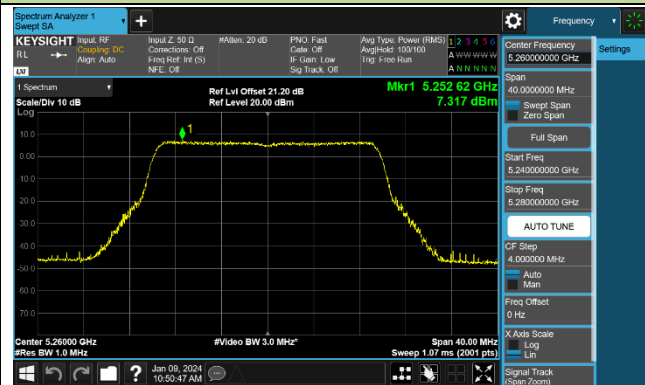 Spectrum Analyzer 1
Swept SA
+
Frequency
KEYSIGHT
RL
LXI
Input: RF
Coupling: DC
Align: Auto
Input Z: 50 Ω
Corrections: Off
Freq Ref: Int (S)
NFE: Off
#Atten: 20 dB
PNO: Fast
Gate: Off
IF Gain: Low
Sig Track: Off
Avg Type: Power (RMS)
Avg|Hold: 100/100
Trig: Free Run
1 2 3 4 5 6
A W W W W W
A N N N N N
1 Spectrum
Scale/Div 10 dB
Log
Ref Lvl Offset 21.20 dB
Ref Level 20.00 dBm
Mkr1 5.252 62 GHz
7.317 dBm
1
10.0
0.00
-10.0
-20.0
-30.0
-40.0
-50.0
-60.0
-70.0
Center 5.26000 GHz
#Res BW 1.0 MHz
#Video BW 3.0 MHz*
Span 40.00 MHz
Sweep 1.07 ms (2001 pts)
?
Jan 09, 2024
10:50:47 AM
Center Frequency
5.260000000 GHz
Settings
Span
40.0000000 MHz
Swept Span
Zero Span
Full Span
Start Freq
5.240000000 GHz
Stop Freq
5.280000000 GHz
AUTO TUNE
CF Step
4.000000 MHz
Auto
Man
Freq Offset
0 Hz
X Axis Scale
Log
Lin
Signal Track
(Span Zoom)